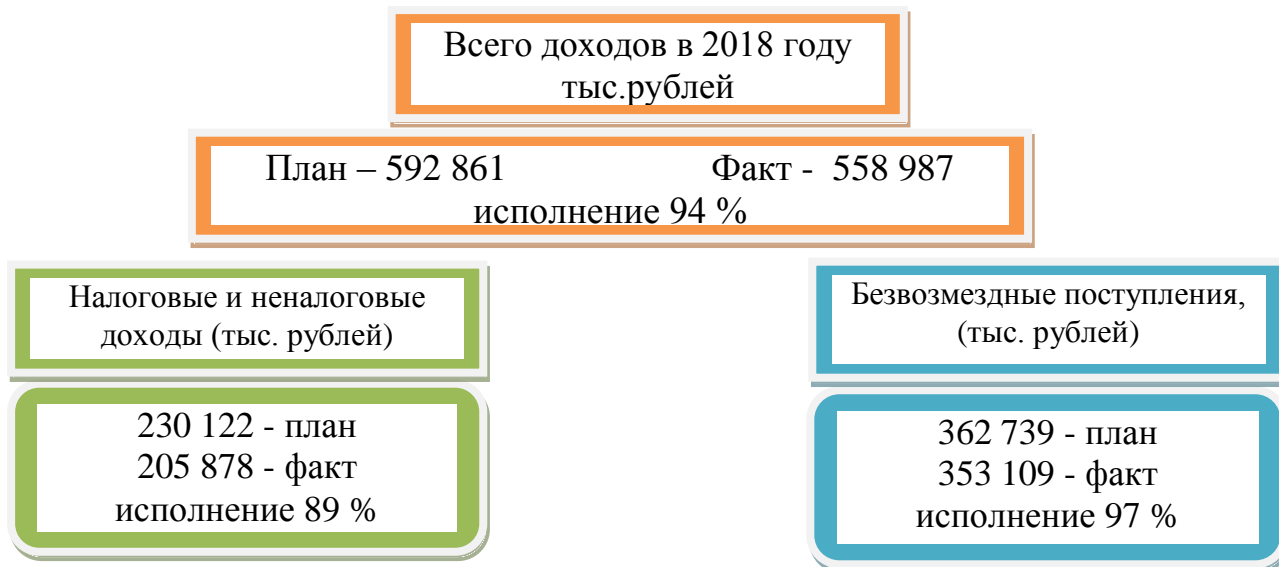 Всего доходов в 2018 году
тыс.рублей
План – 592 861 Факт - 558 987
исполнение 94 %
Налоговые и неналоговые
доходы (тыс. рублей)
230 122 - план
205 878 - факт
исполнение 89 %
Безвозмездные поступления,
(тыс. рублей)
362 739 - план
353 109 - факт
исполнение 97 %